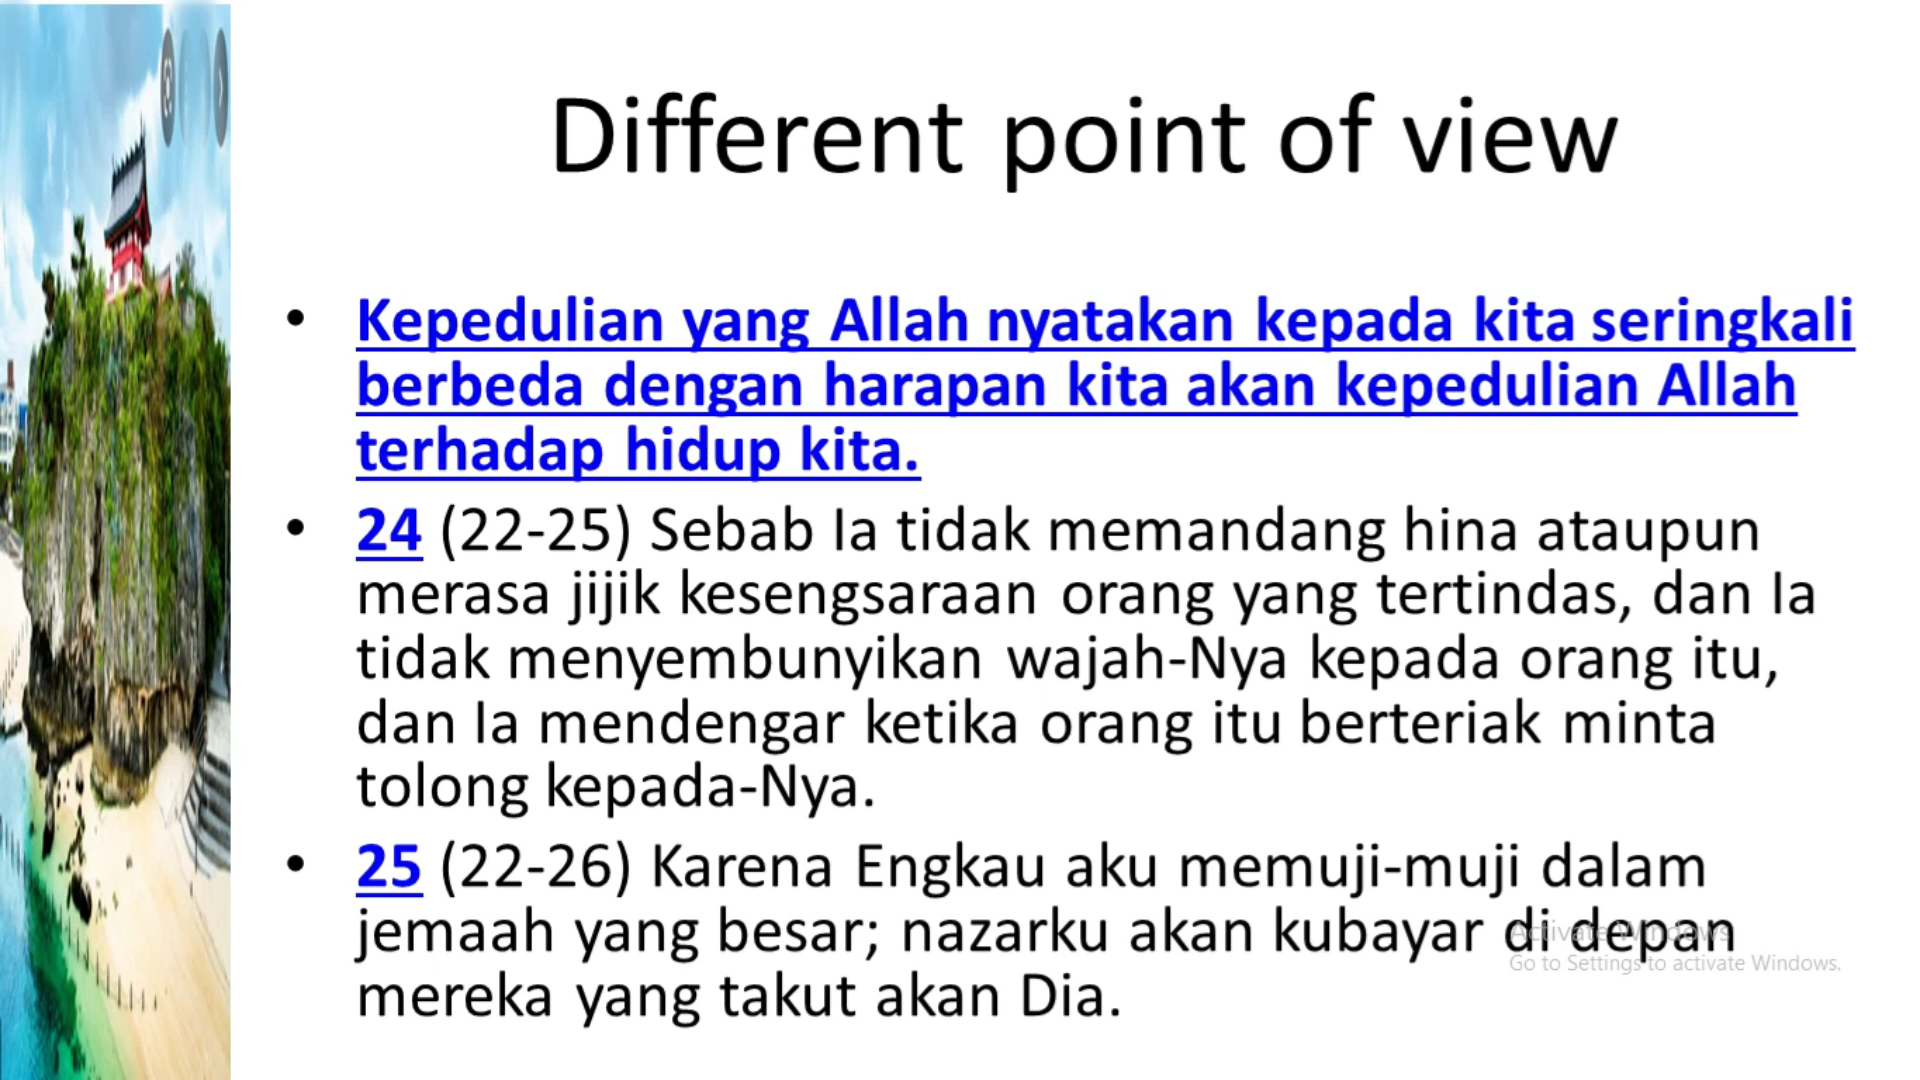 Different point of view
• Kepedulian yang Allah nyatakan kepada kita seringkali
berbeda dengan harapan kita akan kepedulian Allah
terhadap hidup kita.
• 24 (22-25) Sebab Ia tidak memandang hina ataupun
merasa jijik kesengsaraan orang yang tertindas, dan Ia
tidak menyembunyikan wajah-Nya kepada orang itu,
dan Ia mendengar ketika orang itu berteriak minta
tolong kepada-Nya.
• 25 (22-26) Karena Engkau aku memuji-muji dalam
jemaah yang besar; nazarku akan kubayar di depan
mereka yang takut akan Dia.
Activate Windows
Go to Settings to activate Windows.